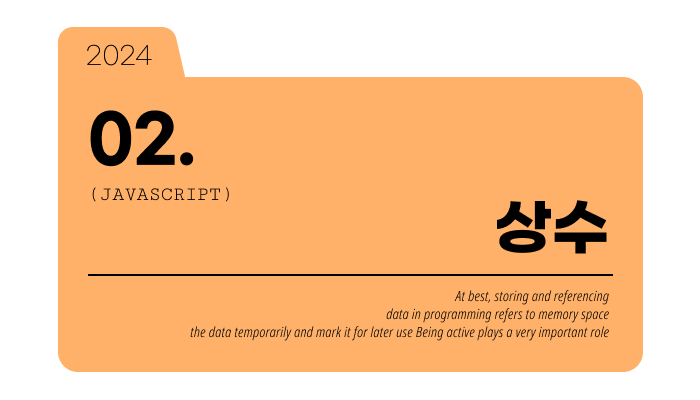 2024
02.
(JAVASCRIPT)
상수
At best, storing and referencing
data in programming refers to memory space
the data temporarily and mark it for later use Being active plays a very important role